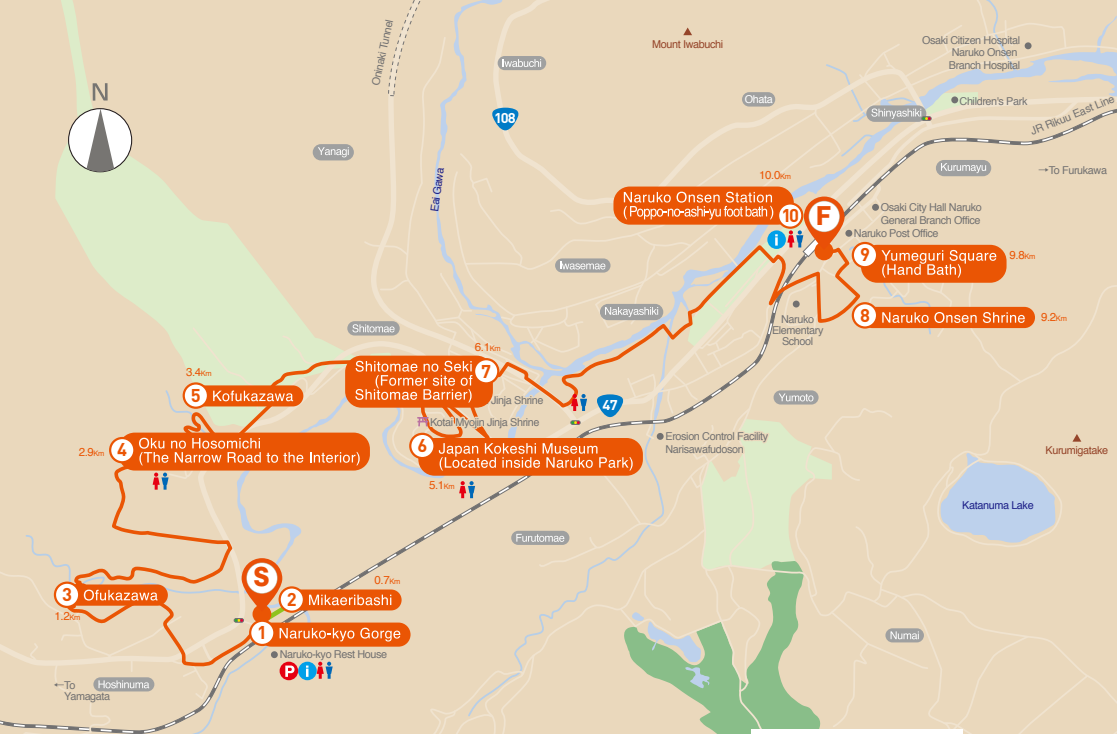 N
Oninaki Tunnel
Iwabuchi
108
Yanagi
Eai Gawa
Mount Iwabuchi
Ohata
Osaki Citizen Hospital
Naruko Onsen
Branch Hospital
Children's Park
Shinyashiki
JR Rikuu East Line
Kurumayu
→To Furukawa
10.0Km
Naruko Onsen Station
(Poppo-no-ashi-yu foot bath)
10
F
i
Osaki City Hall Naruko
General Branch Office
Naruko Post Office
9
Yumeguri Square
(Hand Bath)
9.8Km
8
Naruko Onsen Shrine
9.2Km
Naruko
Elementary
School
Iwasemae
Nakayashiki
Shitomae
6.1Km
Shitomae no Seki
(Former site of
Shitomae Barrier)
7
Jinja Shrine
Kotai Myojin Jinja Shrine
47
Yumoto
3.4Km
5
Kofukazawa
2.9Km
4
Oku no Hosomichi
(The Narrow Road to the Interior)
6
Japan Kokeshi Museum
(Located inside Naruko Park)
5.1Km
Erosion Control Facility
Narisawafudoson
Kurumigatake
Katanuma Lake
Furutomae
S
0.7Km
2
Mikaeribashi
3
Ofukazawa
1.2Km
1
Naruko-kyo Gorge
Naruko-kyo Rest House
P
i
←To
Yamagata
Hoshinuma
Numai